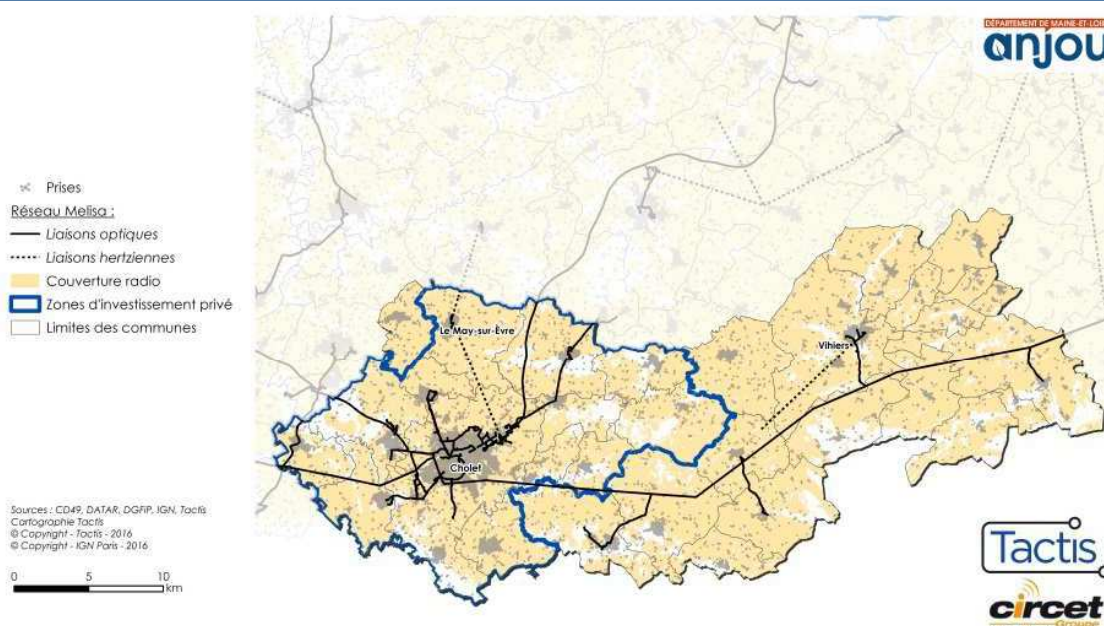 DÉPARTEMENT DE MAINE-ET-LOIRE
anjou
Prises
Réseau Melisa :
Liaisons optiques
Liaisons hertziennes
Couverture radio
Zones d'investissement privé
Limites des communes
Le May-sur-Èvre
Vihiers
Cholet
Sources : CD49, DATAR, DGFiP, IGN, Tactis
Cartographie Tactis
© Copyright - Tactis - 2016
© Copyright - IGN Paris - 2016
0 5 10
km
Tactis
circet
Groupe